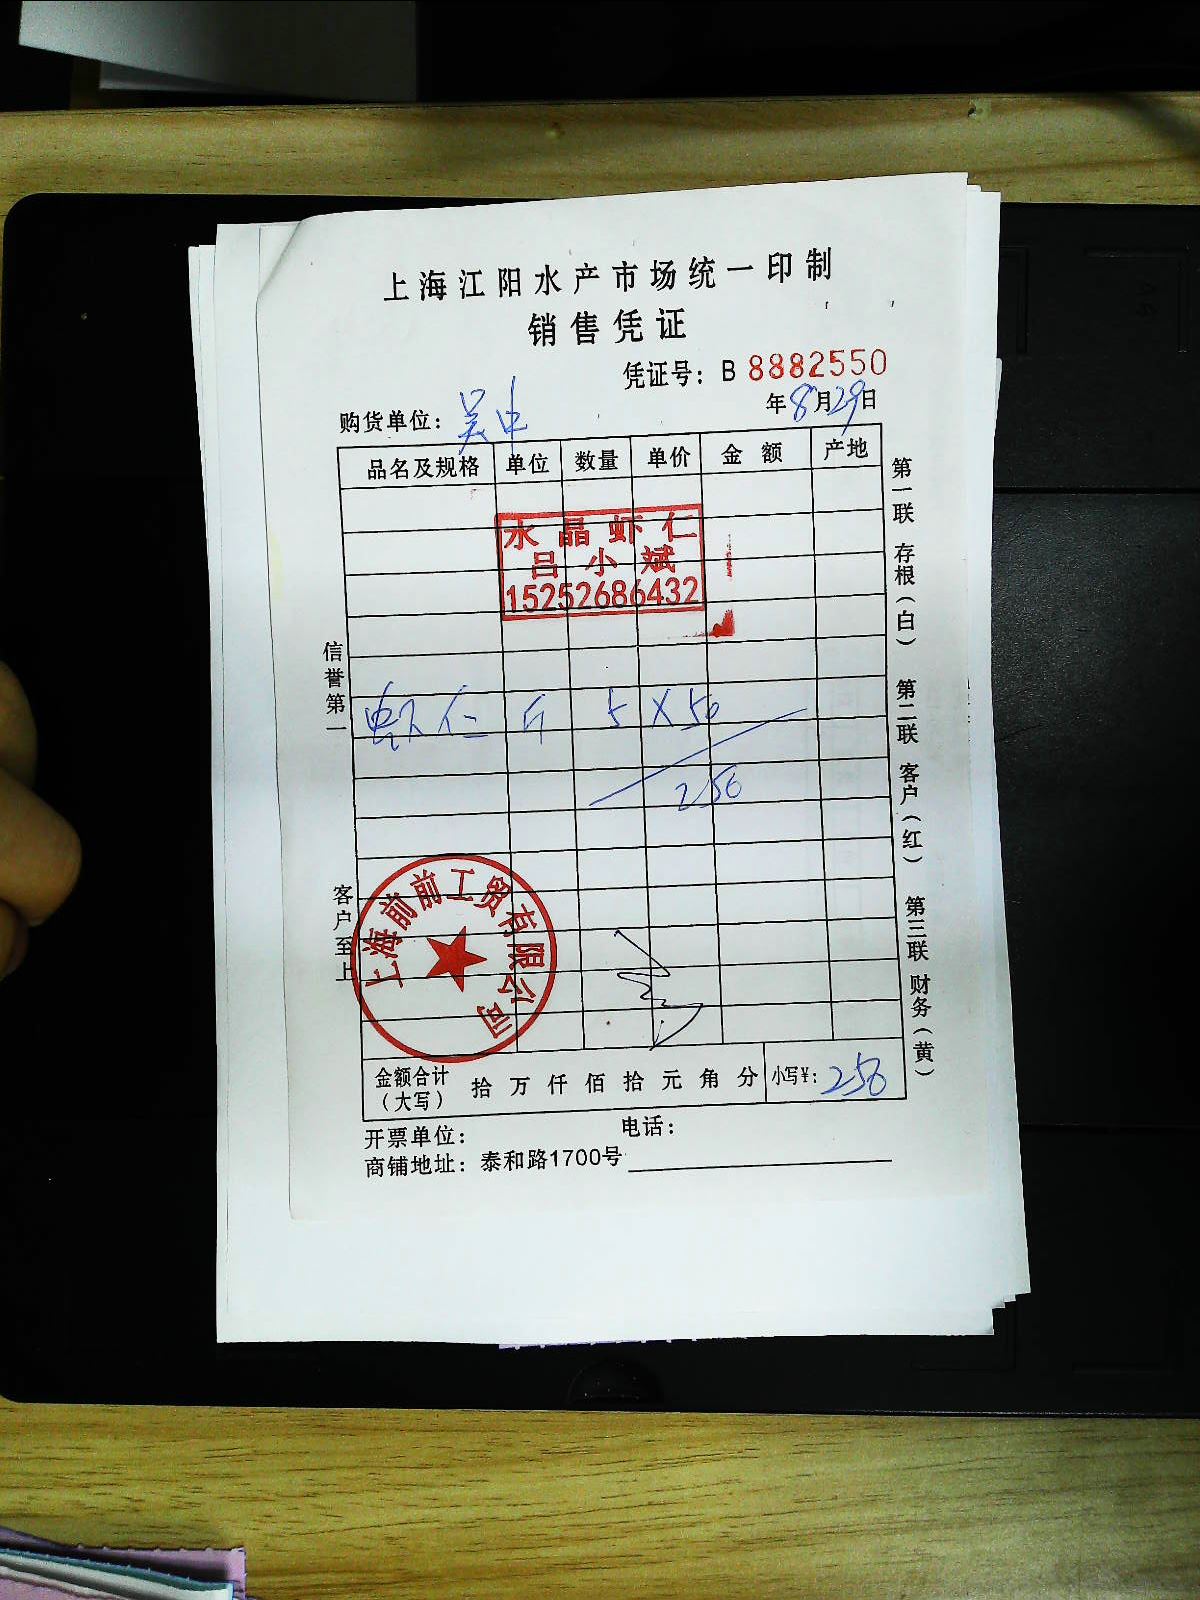 上海江阳水产市场统一印制
销售凭证
凭证号：B 8882550
年8月29日
购货单位：吴中
品名及规格 单位 数量 单价 金 额 产地
水晶虾仁
吕小斌
15252686432
虾仁 斤 5 X 50
250
上海前前工贸有限公司
金额合计（大写） 拾 万 仟 佰 拾 元 角 分 小写¥：250
开票单位： 电话：
商铺地址：泰和路1700号
信誉第一 客户至上
第一联 存根（白） 第二联 客户（红） 第三联 财务（黄）